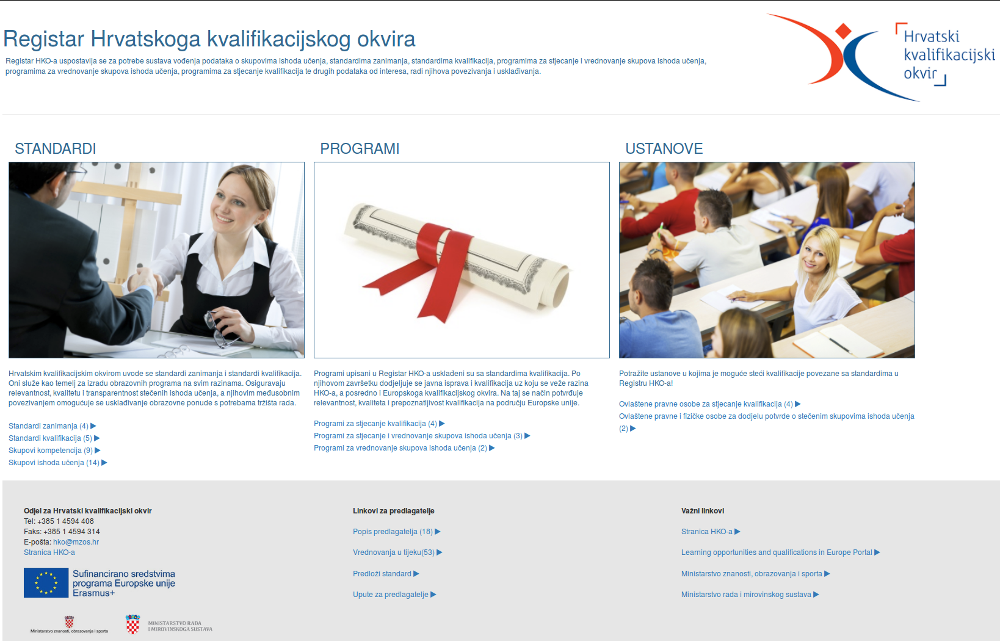 Registar Hrvatskoga kvalifikacijskog okvira
Registar HKO-a uspostavlja se za potrebe sustava vođenja podataka o skupovima ishoda učenja, standardima zanimanja, standardima kvalifikacija, programima za stjecanje i vrednovanje skupova ishoda učenja,
programima za vrednovanje skupova ishoda učenja, programima za stjecanje kvalifikacija te drugih podataka od interesa, radi njihova povezivanja i usklađivanja.
Hrvatski
kvalifikacijski
okvir
STANDARDI
Hrvatskim kvalifikacijskim okvirom uvode se standardi zanimanja i standardi kvalifikacija.
Oni služe kao temelj za izradu obrazovnih programa na svim razinama. Osiguravaju
relevantnost, kvalitetu i transparentnost stečenih ishoda učenja, a njihovim međusobnim
povezivanjem omogućuje se usklađivanje obrazovne ponude s potrebama tržišta rada.
Standardi zanimanja (4)
Standardi kvalifikacija (5)
Skupovi kompetencija (9)
Skupovi ishoda učenja (14)
PROGRAMI
Programi upisani u Registar HKO-a usklađeni su sa standardima kvalifikacija. Po
njihovom završetku dodjeljuje se javna isprava i kvalifikacija uz koju se veže razina
HKO-a, a posredno i Europskoga kvalifikacijskog okvira. Na taj se način potvrđuje
relevantnost, kvaliteta i prepoznatljivost kvalifikacija na području Europske unije.
Programi za stjecanje kvalifikacija (4)
Programi za stjecanje i vrednovanje skupova ishoda učenja (3)
Programi za vrednovanje skupova ishoda učenja (2)
USTANOVE
Potražite ustanove u kojima je moguće steći kvalifikacije povezane sa standardima u
Registru HKO-a!
Ovlaštene pravne osobe za stjecanje kvalifikacija (4)
Ovlaštene pravne i fizičke osobe za dodjelu potvrde o stečenim skupovima ishoda učenja
(2)
Odjel za Hrvatski kvalifikacijski okvir
Tel: +385 1 4594 408
Faks: +385 1 4594 314
E-pošta: hko@mzos.hr
Stranica HKO-a
Sufinancirano sredstvima
programa Europske unije
Erasmus+
Ministarstvo znanosti, obrazovanja i sporta
MINISTARSTVO RADA
I MIROVINSKOGA SUSTAVA
Linkovi za predlagatelje
Popis predlagatelja (18)
Vrednovanja u tijeku(53)
Predloži standard
Upute za predlagatelje
Važni linkovi
Stranica HKO-a
Learning opportunities and qualifications in Europe Portal
Ministarstvo znanosti, obrazovanja i sporta
Ministarstvo rada i mirovinskog sustava